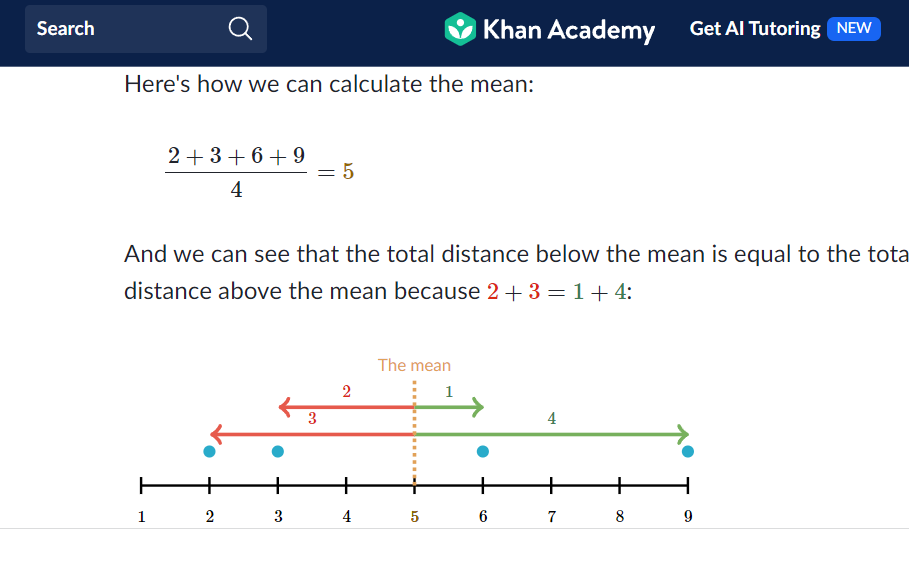 Search
Khan Academy
Get AI Tutoring NEW
Here's how we can calculate the mean:
2 + 3 + 6 + 9
4
= 5
And we can see that the total distance below the mean is equal to the tota
distance above the mean because 2 + 3 = 1 + 4:
The mean
2 1
3 4
1 2 3 4 5 6 7 8 9